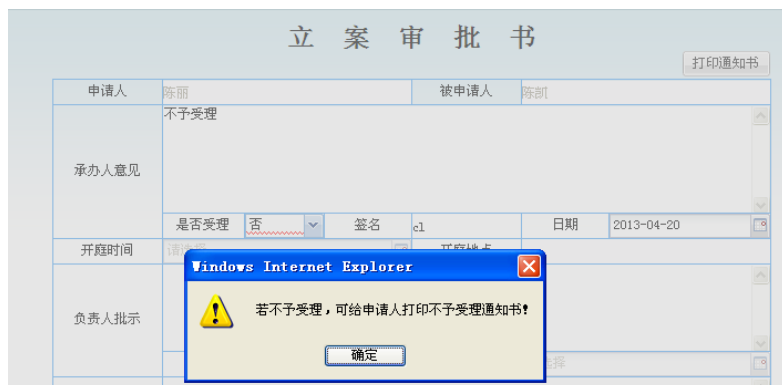 立 案 审 批 书
打印通知书
申请人 陈丽 被申请人 陈凯
不予受理
承办人意见
是否受理 否 签名 cl 日期 2013-04-20
开庭时间 开庭地点
Windows Internet Explorer
若不予受理，可给申请人打印不予受理通知书！
负责人批示
确定